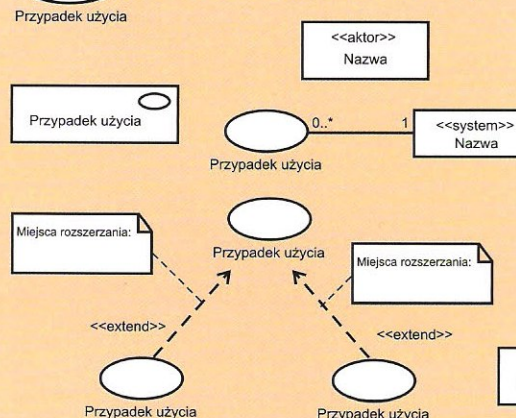 Przypadek użycia
<<aktor>>
Nazwa
Przypadek użycia
0..*
1
<<system>>
Nazwa
Przypadek użycia
Przypadek użycia
Miejsca rozszerzania:
Miejsca rozszerzania:
<<extend>>
<<extend>>
Przypadek użycia
Przypadek użycia